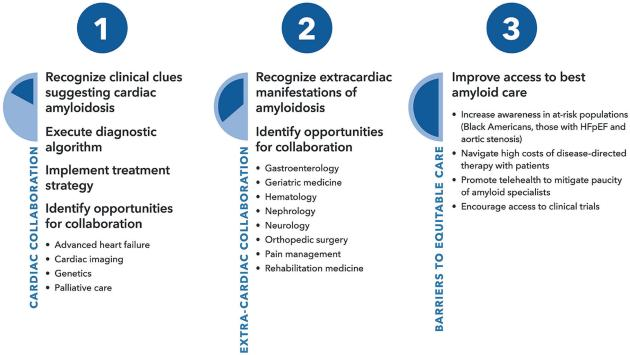 1
CARDIAC COLLABORATION
Recognize clinical clues
suggesting cardiac
amyloidosis
Execute diagnostic
algorithm
Implement treatment
strategy
Identify opportunities
for collaboration
• Advanced heart failure
• Cardiac imaging
• Genetics
• Palliative care
2
EXTRA-CARDIAC COLLABORATION
Recognize extracardiac
manifestations of
amyloidosis
Identify opportunities
for collaboration
• Gastroenterology
• Geriatric medicine
• Hematology
• Nephrology
• Neurology
• Orthopedic surgery
• Pain management
• Rehabilitation medicine
3
BARRIERS TO EQUITABLE CARE
Improve access to best
amyloid care
• Increase awareness in at-risk populations
(Black Americans, those with HFpEF and
aortic stenosis)
• Navigate high costs of disease-directed
therapy with patients
• Promote telehealth to mitigate paucity
of amyloid specialists
• Encourage access to clinical trials